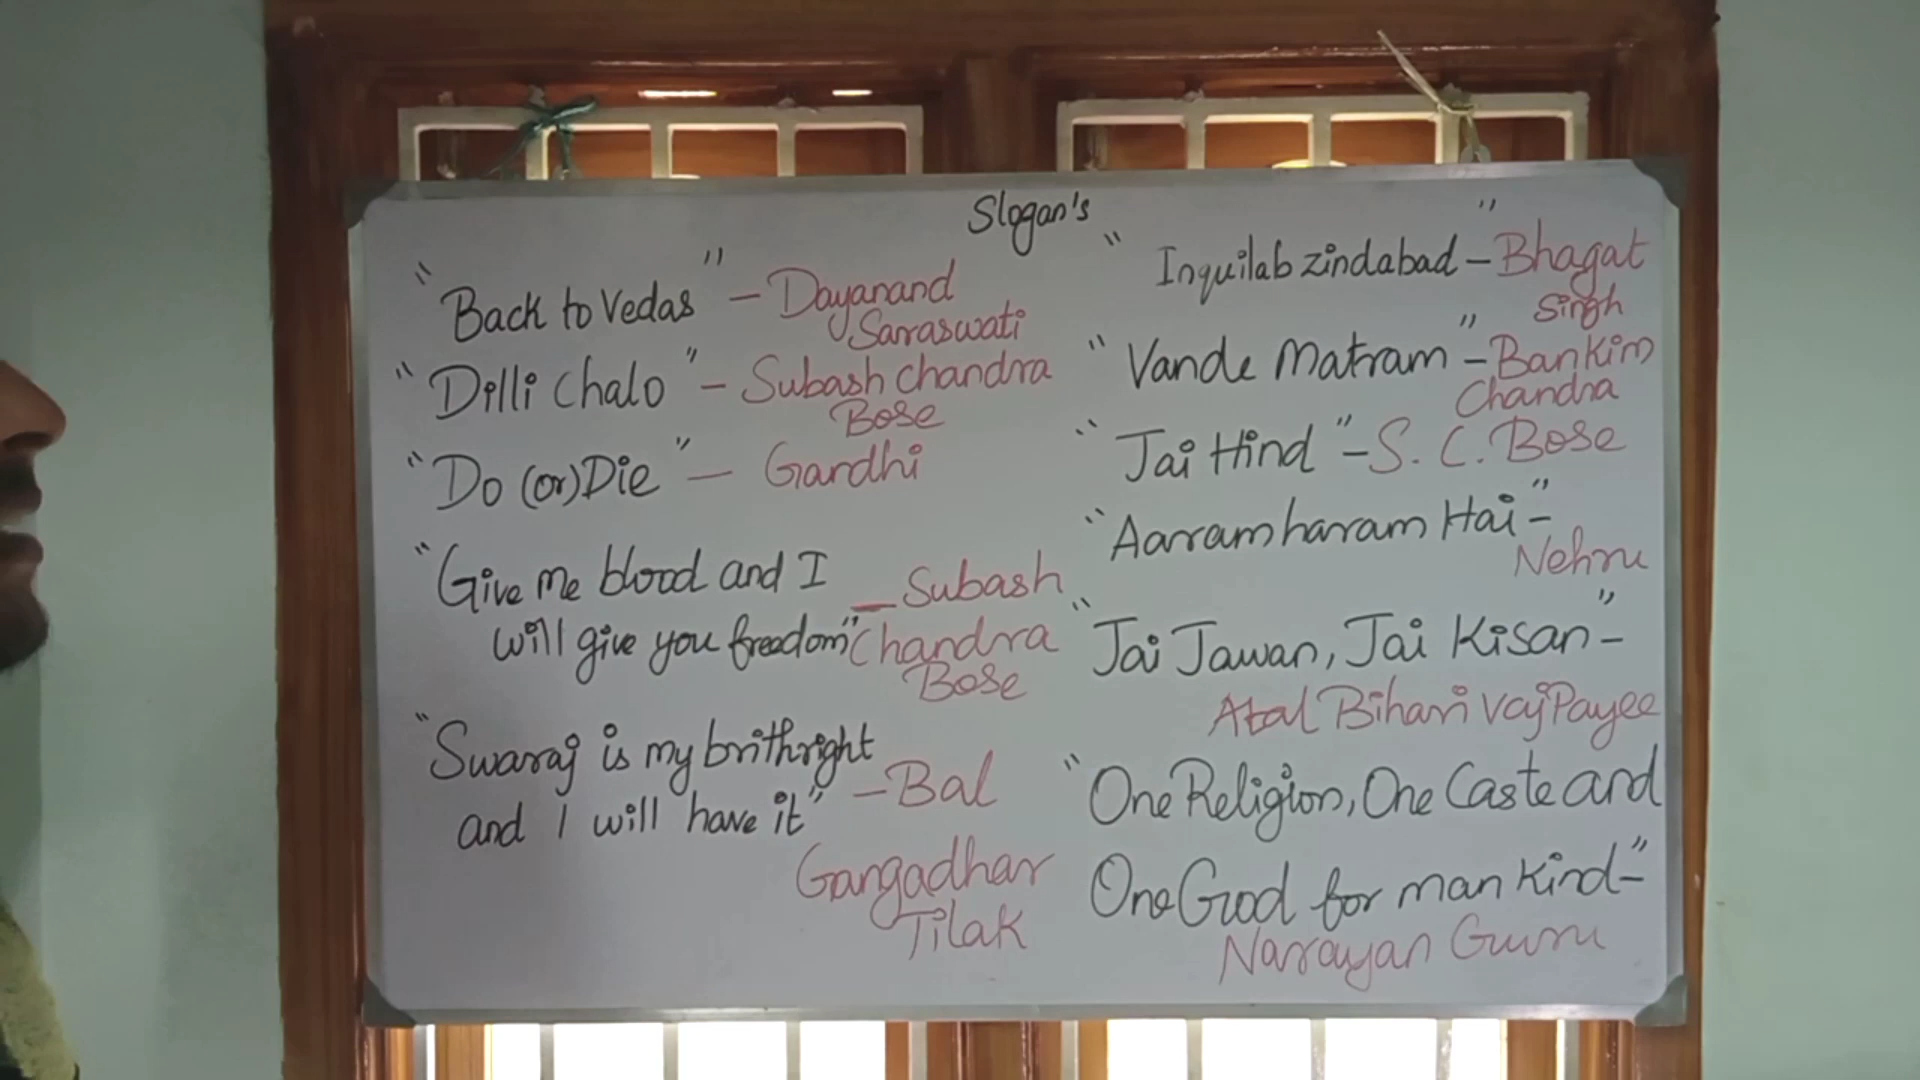 Slogan's
"Back to Vedas" - Dayanand
Saraswati
"Dilli Chalo" - Subash Chandra
Bose
"Do (or) Die" - Gandhi
"Give me blood and I
will give you freedom" - Subash
Chandra
Bose
"Swaraj is my brithright
and I will have it" - Bal
Gangadhar
Tilak
"Inquilab zindabad" - Bhagat
Singh
"Vande Matram" - Bankim
Chandra
"Jai Hind" - S. C. Bose
"Aaram haram Hai" -
Nehru
"Jai Jawan, Jai Kisan" -
Atal Bihari Vajpayee
"One Religion, One Caste and
One God for man kind" -
Narayan Guru